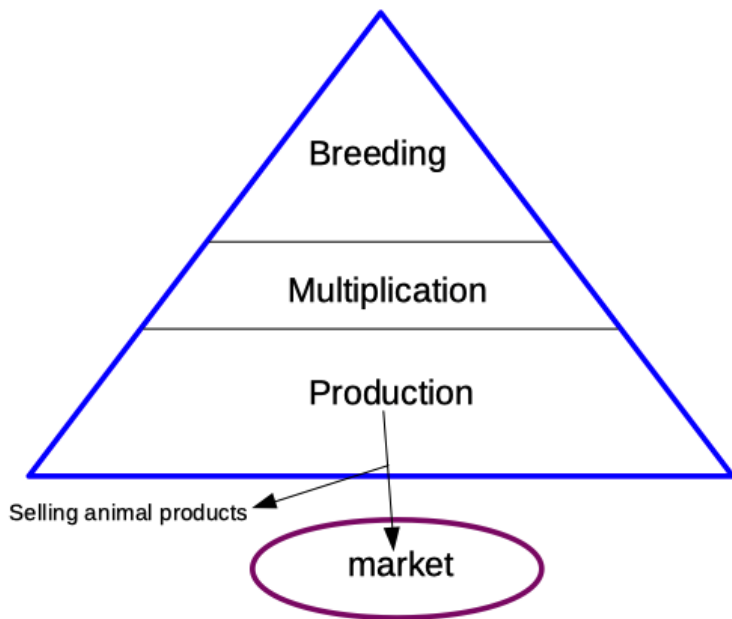 Breeding
Multiplication
Production
Selling animal products
market